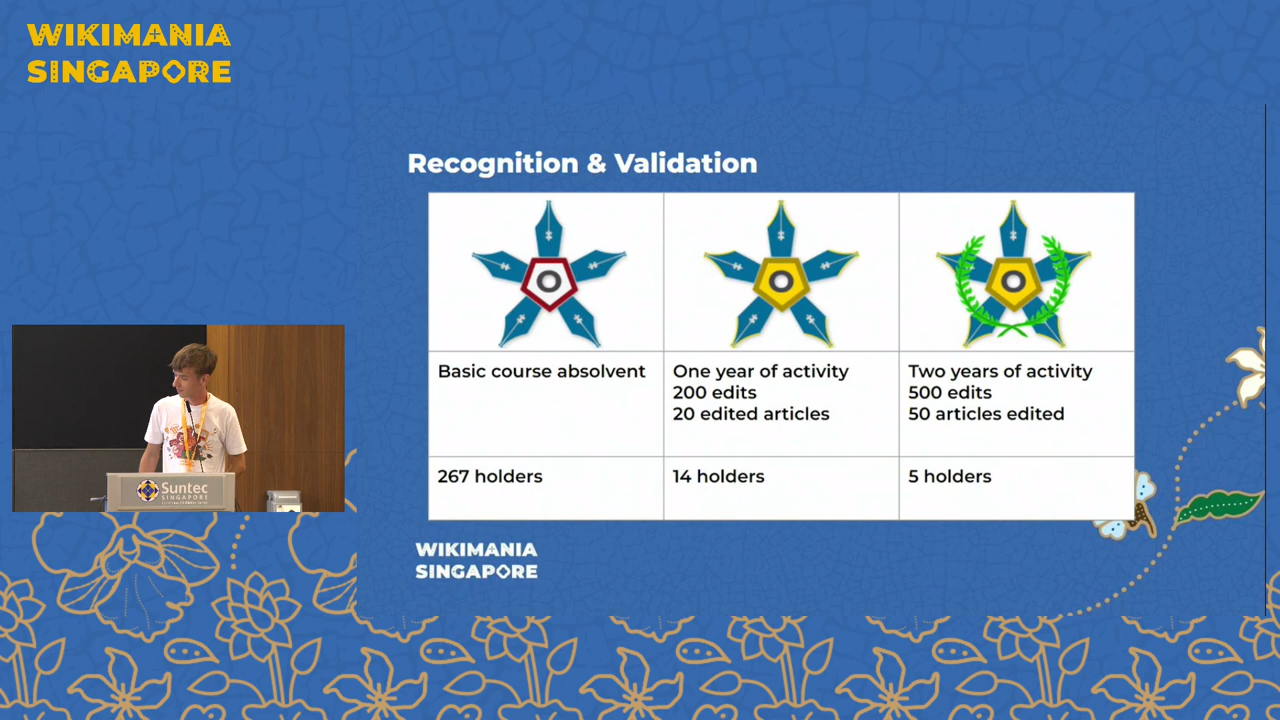 WIKIMANIA
SINGAPORE
Recognition & Validation
Basic course absolvent
One year of activity
200 edits
20 edited articles
Two years of activity
500 edits
50 articles edited
267 holders
14 holders
5 holders
Suntec
SINGAPORE
WIKIMANIA
SINGAPORE